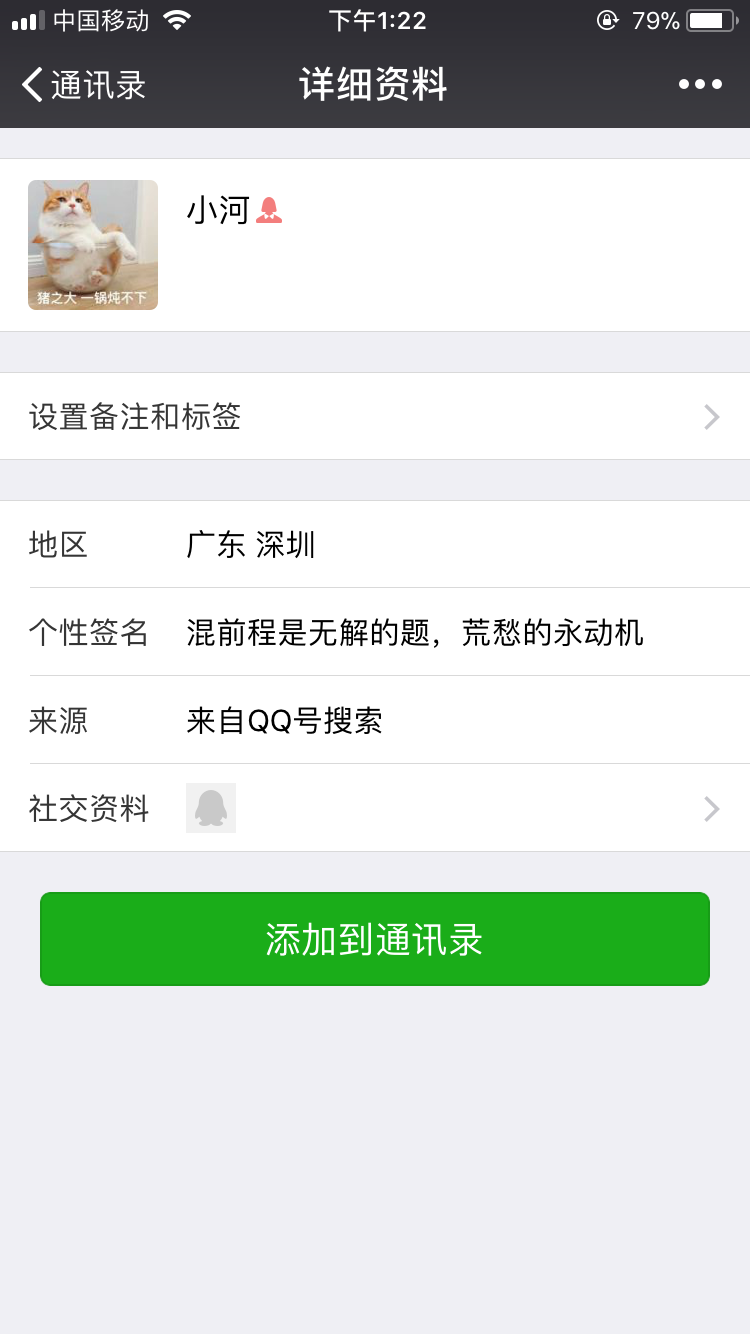 中国移动 下午1:22 79%
通讯录 详细资料
小河
猪之大 一锅炖不下
设置备注和标签
地区 广东 深圳
个性签名 混前程是无解的题，荒愁的永动机
来源 来自QQ号搜索
社交资料
添加到通讯录